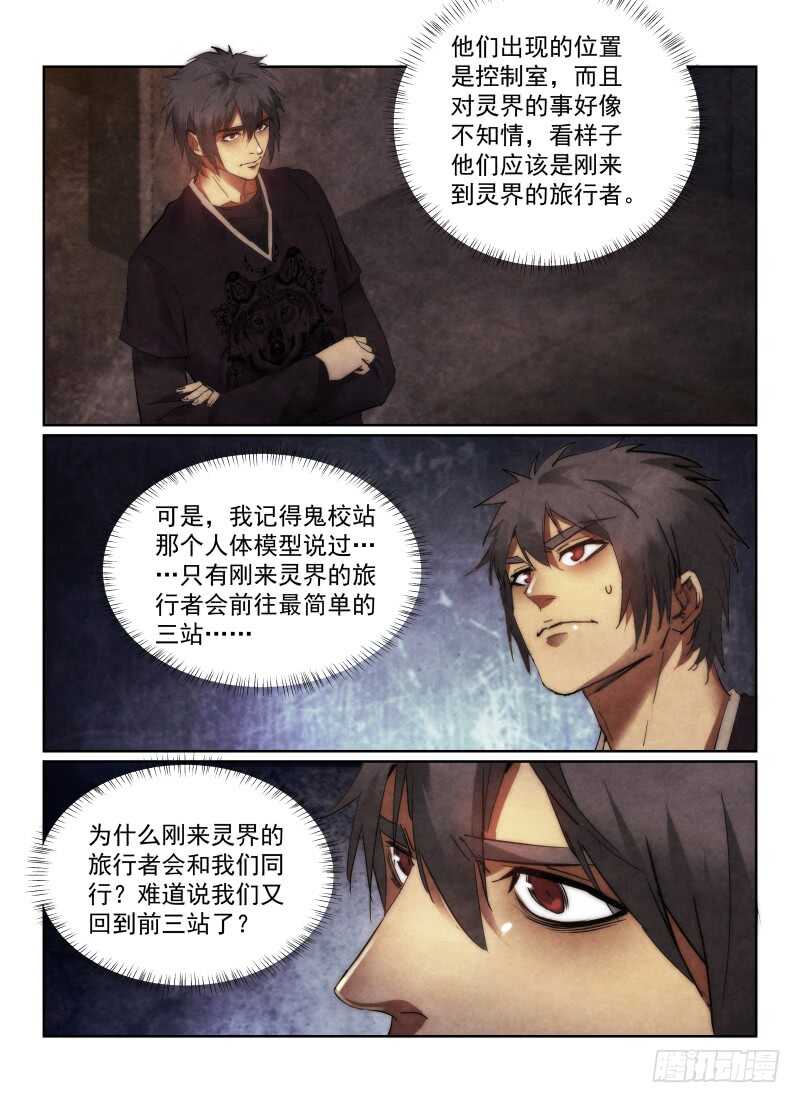 他们出现的位置
是控制室，而且
对灵界的事好像
不知情，看样子
他们应该是刚来
到灵界的旅行者。
可是，我记得鬼校站
那个人体模型说过……
……只有刚来灵界的旅
行者会前往最简单的
三站……
为什么刚来灵界的
旅行者会和我们同
行？难道说我们又
回到前三站了？
腾讯动漫